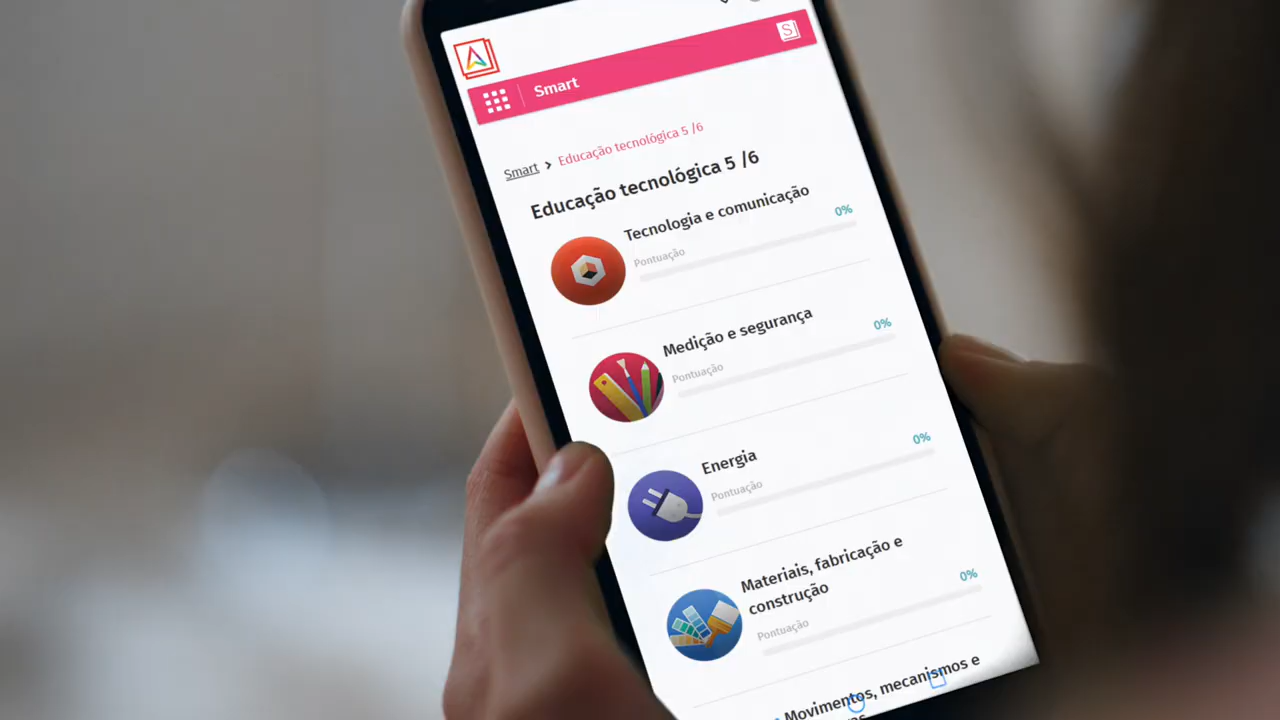 Smart
S
Smart > Educação tecnológica 5 /6
Educação tecnológica 5 /6
Tecnologia e comunicação
Pontuação
0%
Medição e segurança
Pontuação
0%
Energia
Pontuação
0%
Materiais, fabricação e
construção
Pontuação
0%
Movimentos, mecanismos e